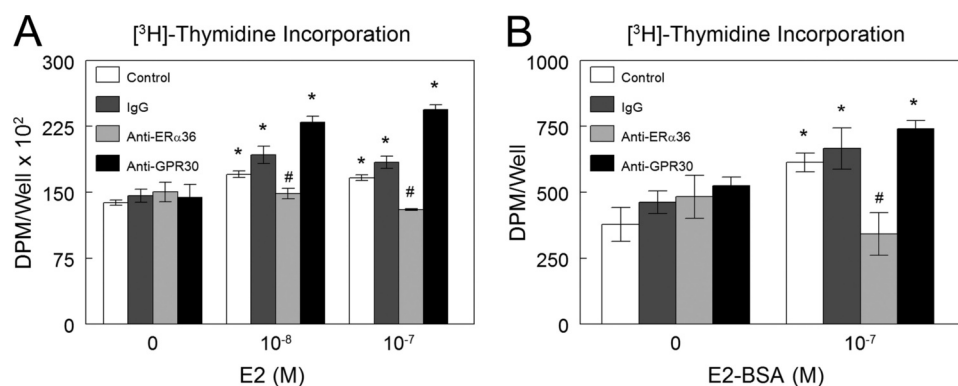 A
[³H]-Thymidine Incorporation
300
225
150
75
0
DPM/Well x 10²
Control
IgG
Anti-ERα36
Anti-GPR30
* * *
#
* * *
#
0
10⁻⁸
10⁻⁷
E2 (M)
B
[³H]-Thymidine Incorporation
1000
750
500
250
0
DPM/Well
Control
IgG
Anti-ERα36
Anti-GPR30
* * *
#
0
10⁻⁷
E2-BSA (M)